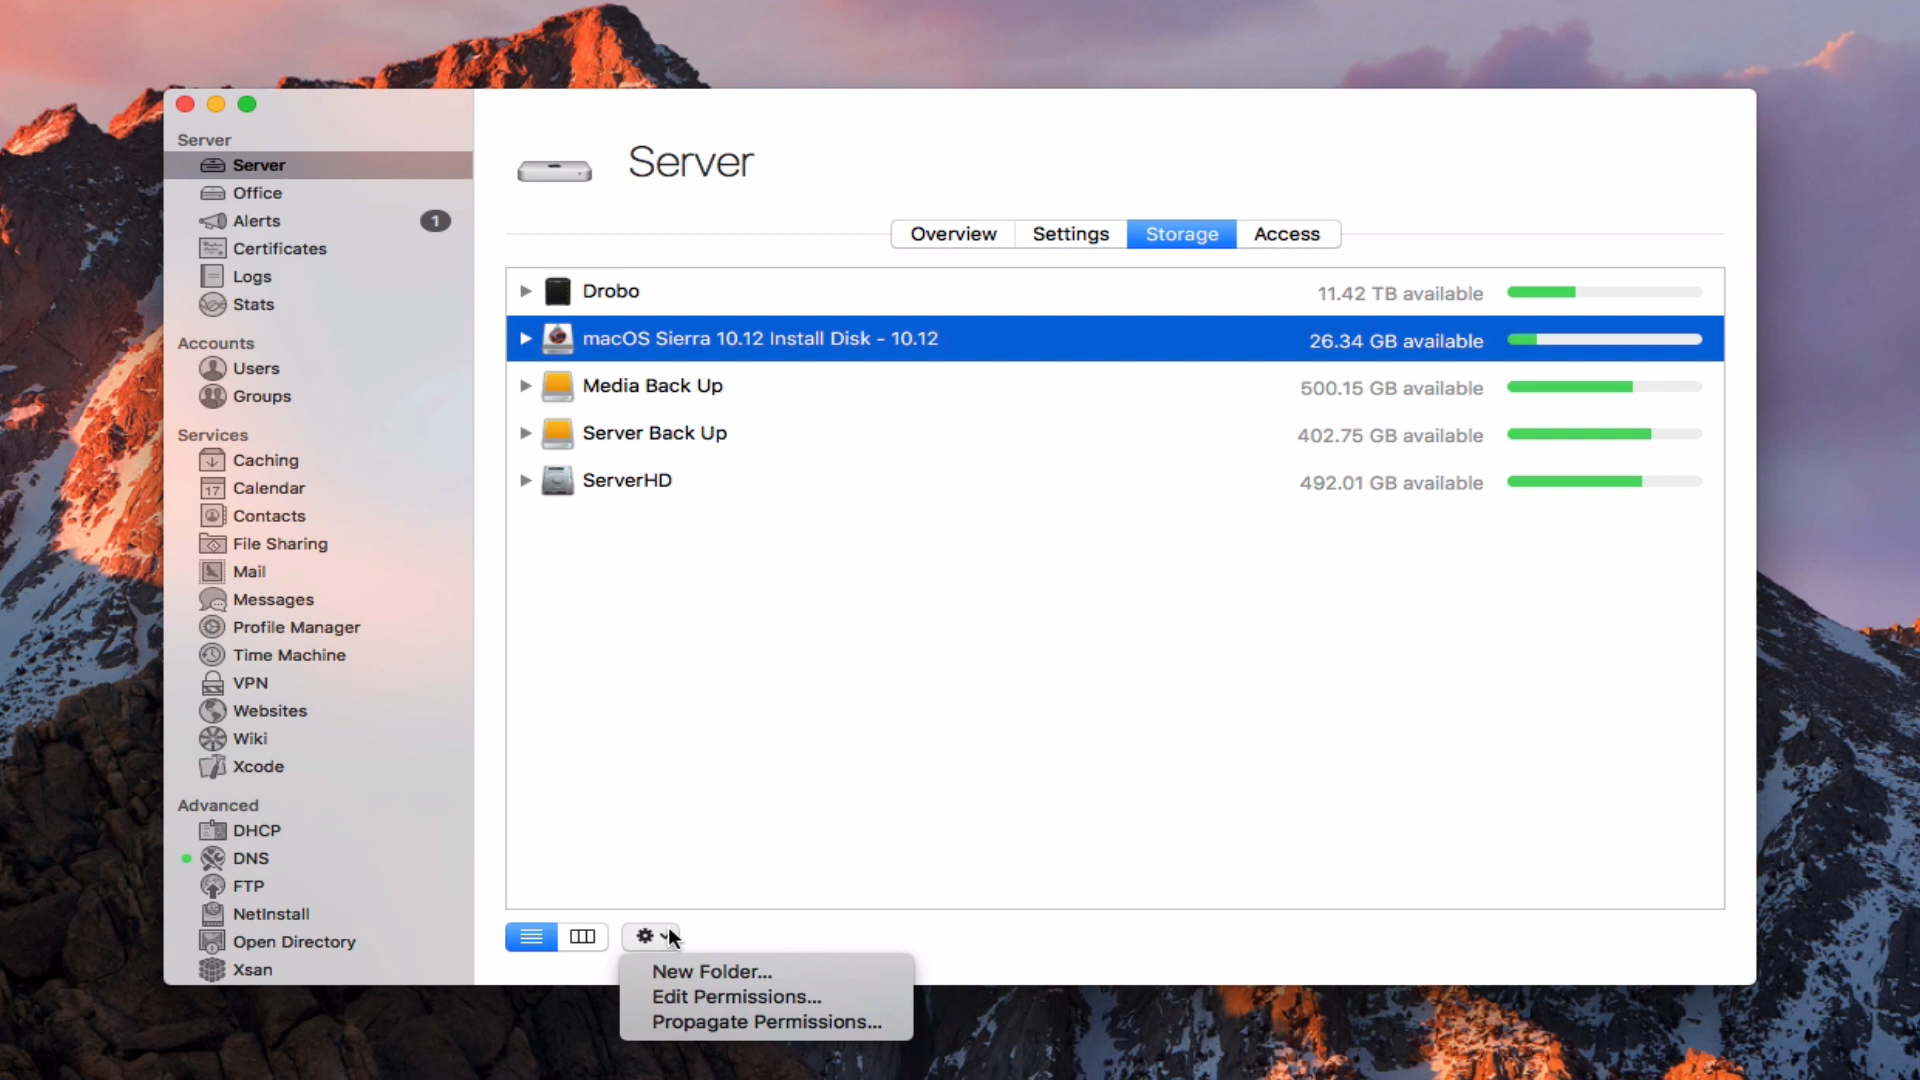 Server
Server
Office
Alerts 1
Certificates
Logs
Stats
Accounts
Users
Groups
Services
Caching
17 Calendar
Contacts
File Sharing
Mail
Messages
Profile Manager
Time Machine
VPN
Websites
Wiki
Xcode
Advanced
DHCP
DNS
FTP
NetInstall
Open Directory
Xsan
Server
Overview Settings Storage Access
Drobo 11.42 TB available
macOS Sierra 10.12 Install Disk - 10.12 26.34 GB available
Media Back Up 500.15 GB available
Server Back Up 402.75 GB available
ServerHD 492.01 GB available
New Folder...
Edit Permissions...
Propagate Permissions...